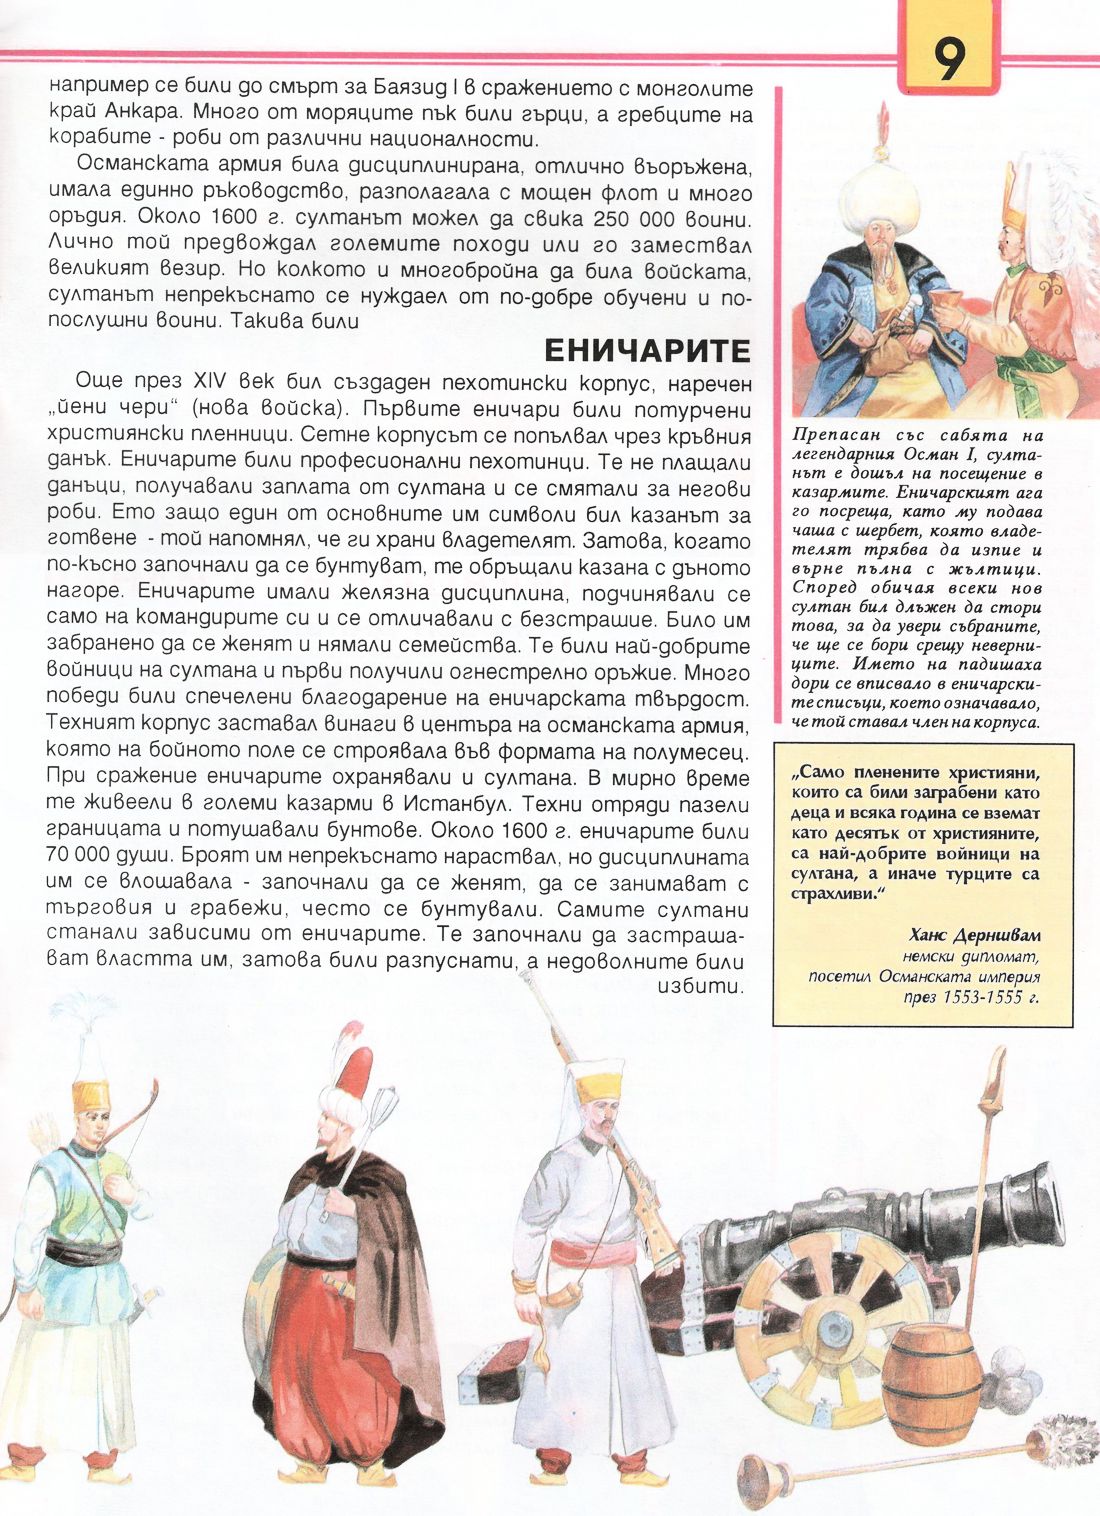 9
например се били до смърт за Баязид I в сражението с монголите
край Анкара. Много от моряците пък били гърци, а гребците на
корабите - роби от различни националности.
Османската армия била дисциплинирана, отлично въоръжена,
имала единно ръководство, разполагала с мощен флот и много
оръдия. Около 1600 г. султанът можел да свика 250 000 воини.
Лично той предвождал големите походи или го замествал
великият везир. Но колкото и многобройна да била войската,
султанът непрекъснато се нуждаел от по-добре обучени и по-
послушни воини. Такива били
ЕНИЧАРИТЕ
Още през XIV век бил създаден пехотински корпус, наречен
„йени чери“ (нова войска). Първите еничари били потурчени
християнски пленници. Сетне корпусът се попълвал чрез кръвния
данък. Еничарите били професионални пехотинци. Те не плащали
данъци, получавали заплата от султана и се смятали за негови
роби. Ето защо един от основните им символи бил казанът за
готвене - той напомнял, че ги храни владетелят. Затова, когато
по-късно започнали да се бунтуват, те обръщали казана с дъното
нагоре. Еничарите имали желязна дисциплина, подчинявали се
само на командирите си и се отличавали с безстрашие. Било им
забранено да се женят и нямали семейства. Те били най-добрите
войници на султана и първи получили огнестрелно оръжие. Много
победи били спечелени благодарение на еничарската твърдост.
Техният корпус заставал винаги в центъра на османската армия,
която на бойното поле се строявала във формата на полумесец.
При сражение еничарите охранявали и султана. В мирно време
те живеели в големи казарми в Истанбул. Техни отряди пазели
границата и потушавали бунтове. Около 1600 г. еничарите били
70 000 души. Броят им непрекъснато нараствал, но дисциплината
им се влошавала - започнали да се женят, да се занимават с
търговия и грабежи, често се бунтували. Самите султани
станали зависими от еничарите. Те започнали да застраша-
ват властта им, затова били разпуснати, а недоволните били
избити.
Препасан със сабята на
легендарния Осман I, султа-
нът е дошъл на посещение в
казармите. Еничарският ага
го посреща, като му подава
чаша с шербет, която владе-
телят трябва да изпие и
върне пълна с жълтици.
Според обичая всеки нов
султан бил длъжен да стори
това, за да увери събраните,
че ще се бори срещу неверни-
ците. Името на падишаха
дори се вписвало в еничарски-
те списъци, което означавало,
че той ставал член на корпуса.
„Само пленените християни,
които са били заграбени като
деца и всяка година се вземат
като десятък от християните,
са най-добрите войници на
султана, а иначе турците са
страхливи.“
Ханс Дерншвам
немски дипломат,
посетил Османската империя
през 1553-1555 г.